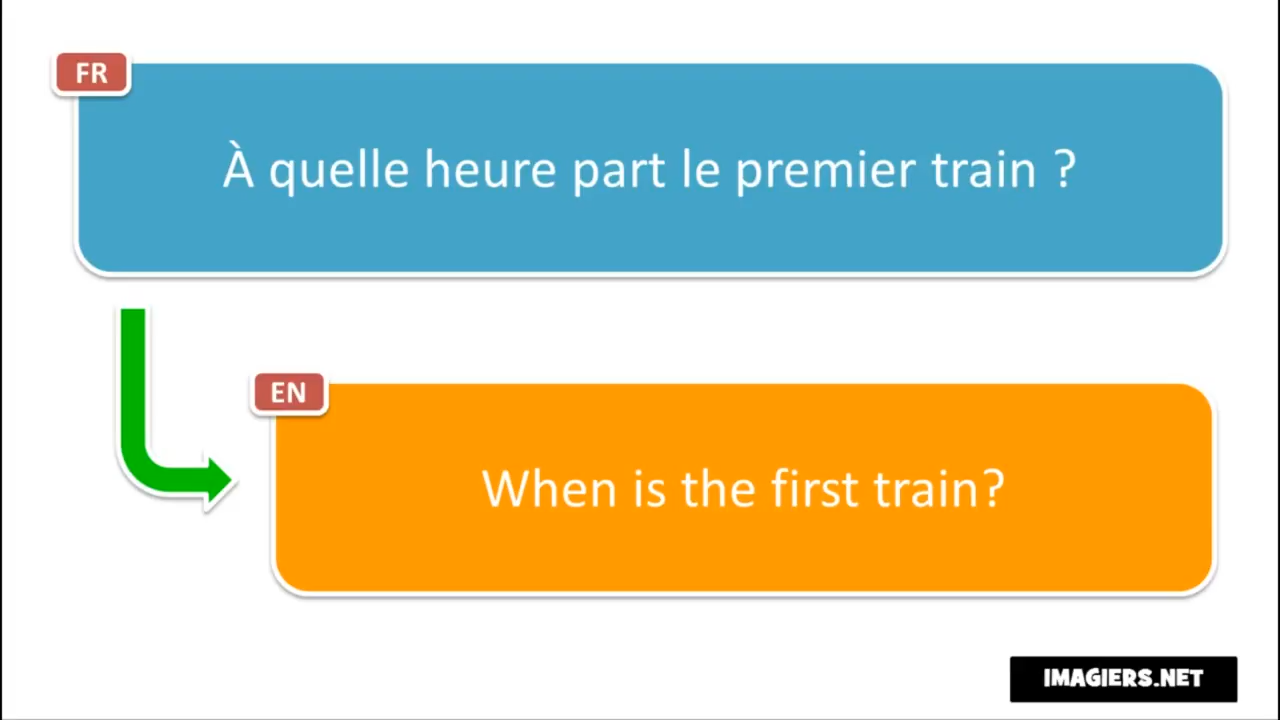 FR
À quelle heure part le premier train ?
EN
When is the first train?
IMAGIERS.NET